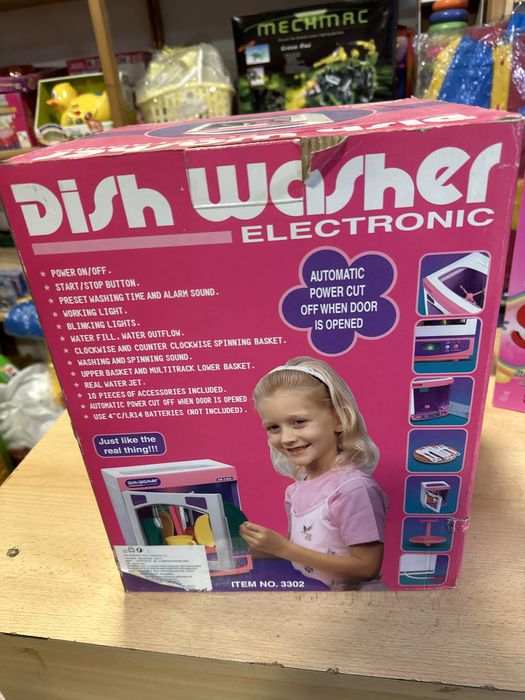 MECHMAC
Dish Washer
Dish Washer
ELECTRONIC
* POWER ON/OFF.
* START/STOP BUTTON.
* PRESET WASHING TIME AND ALARM SOUND.
* WORKING LIGHT.
* BLINKING LIGHTS.
* WATER FILL. WATER OUTFLOW.
* CLOCKWISE AND COUNTER CLOCKWISE SPINNING BASKET.
* WASHING AND SPINNING SOUND.
* UPPER BASKET AND MULTITRACK LOWER BASKET.
* REAL WATER JET.
* 10 PIECES OF ACCESSORIES INCLUDED.
* AUTOMATIC POWER CUT OFF WHEN DOOR IS OPENED
* USE 4"C/LR14 BATTERIES (NOT INCLUDED).
AUTOMATIC
POWER CUT
OFF WHEN DOOR
IS OPENED
Just like the
real thing!!!
Dish Washer
ITEM NO. 3302